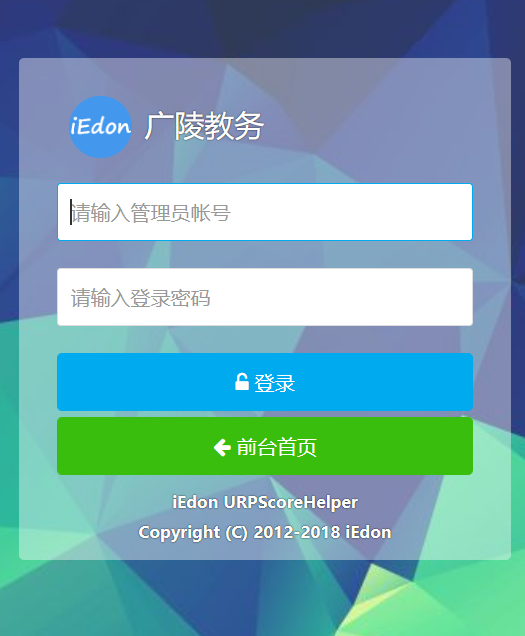 iEdon 广陵教务
请输入管理员帐号
请输入登录密码
登录
前台首页
iEdon URPScoreHelper
Copyright (C) 2012-2018 iEdon